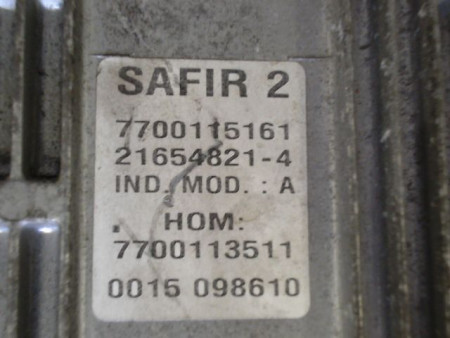 SAFIR 2
7700115161
21654821-4
IND. MOD. : A
. HOM:
7700113511
0015 098610